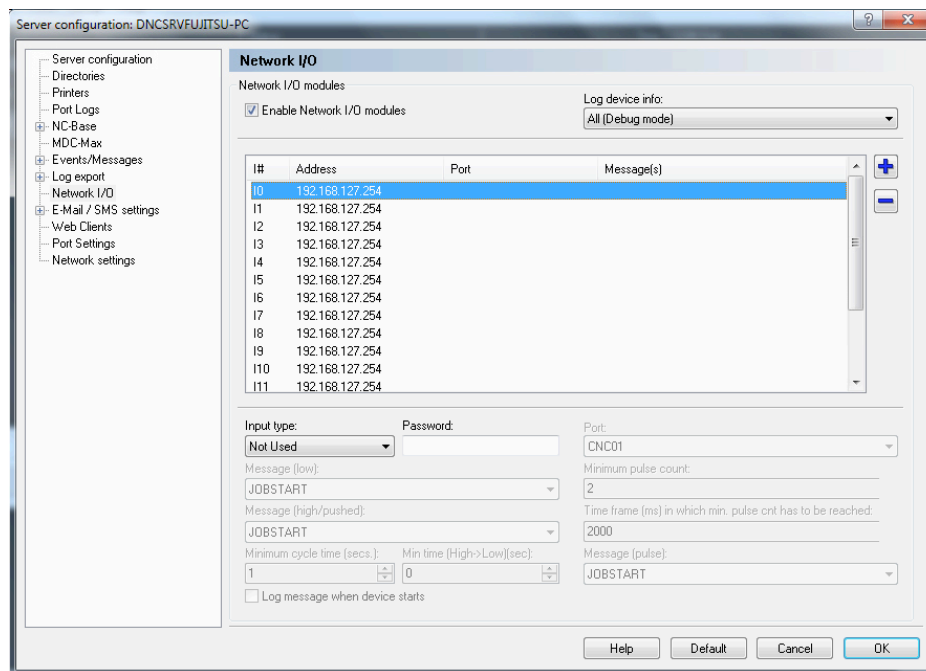 Server configuration: DNCSRVFUJITSU-PC
Server configuration
Directories
Printers
Port Logs
NC-Base
MDC-Max
Events/Messages
Log export
Network I/O
E-Mail / SMS settings
Web Clients
Port Settings
Network settings
Network I/O
Network I/O modules
Enable Network I/O modules
Log device info:
All (Debug mode)
I# Address Port Message(s)
I0 192.168.127.254
I1 192.168.127.254
I2 192.168.127.254
I3 192.168.127.254
I4 192.168.127.254
I5 192.168.127.254
I6 192.168.127.254
I7 192.168.127.254
I8 192.168.127.254
I9 192.168.127.254
I10 192.168.127.254
I11 192.168.127.254
Input type: Password: Port:
Not Used CNC01
Message (low): Minimum pulse count:
JOBSTART 2
Message (high/pushed): Time frame (ms) in which min. pulse cnt has to be reached:
JOBSTART 2000
Minimum cycle time (secs.): Min time (High->Low)(sec): Message (pulse):
1 0 JOBSTART
Log message when device starts
Help Default Cancel OK